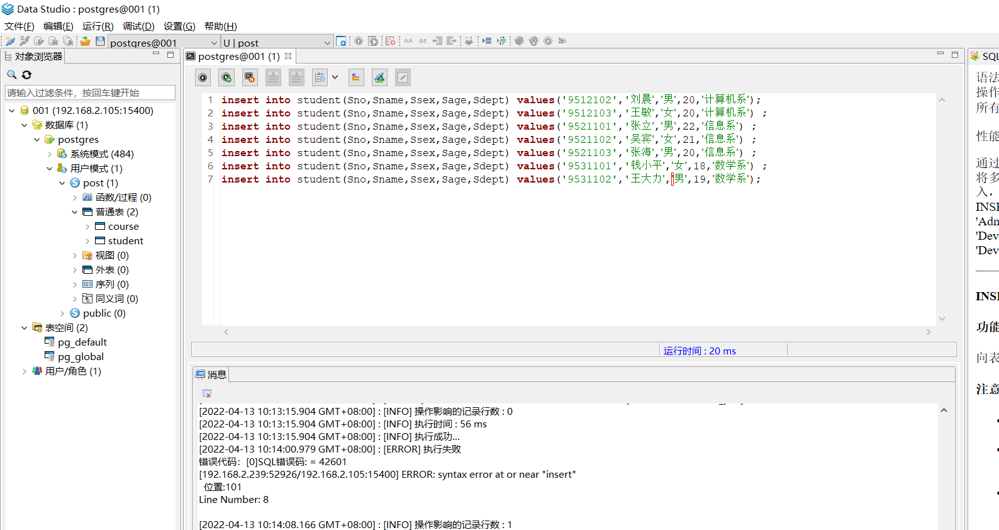 Data Studio : postgres@001 (1)
文件(F) 编辑(E) 运行(R) 调试(D) 设置(G) 帮助(H)
postgres@001 U | post
对象浏览器
请输入过滤条件，按回车键开始
001 (192.168.2.105:15400)
数据库 (1)
postgres
系统模式 (484)
用户模式 (1)
post (1)
函数/过程 (0)
普通表 (2)
course
student
视图 (0)
外表 (0)
序列 (0)
同义词 (0)
public (0)
表空间 (2)
pg_default
pg_global
用户/角色 (1)
postgres@001 (1)
1 insert into student(Sno,Sname,Ssex,Sage,Sdept) values('9512102','刘晨','男',20,'计算机系');
2 insert into student(Sno,Sname,Ssex,Sage,Sdept) values('9512103','王敏','女',20,'计算机系') ;
3 insert into student(Sno,Sname,Ssex,Sage,Sdept) values('9521101','张立','男',22,'信息系') ;
4 insert into student(Sno,Sname,Ssex,Sage,Sdept) values('9521102','吴宾','女',21,'信息系') ;
5 insert into student(Sno,Sname,Ssex,Sage,Sdept) values('9521103','张海','男',20,'信息系') ;
6 insert into student(Sno,Sname,Ssex,Sage,Sdept) values('9531101','钱小平','女',18,'数学系') ;
7 insert into student(Sno,Sname,Ssex,Sage,Sdept) values('9531102','王大力','男',19,'数学系');
运行时间 : 20 ms
消息
[2022-04-13 10:13:15.904 GMT+08:00] : [INFO] 操作影响的记录行数 : 0
[2022-04-13 10:13:15.904 GMT+08:00] : [INFO] 执行时间 : 56 ms
[2022-04-13 10:13:15.904 GMT+08:00] : [INFO] 执行成功...
[2022-04-13 10:14:00.979 GMT+08:00] : [ERROR] 执行失败
错误代码：[0]SQL错误码: = 42601
[192.168.2.239:52926/192.168.2.105:15400] ERROR: syntax error at or near "insert"
位置:101
Line Number: 8
[2022-04-13 10:14:08.166 GMT+08:00] : [INFO] 操作影响的记录行数 : 1
SQL
语法
操作
所有
性能
通过
将多
入，
INSE
'Adm
'Dev
'Dev
INSE
功能
向表
注意